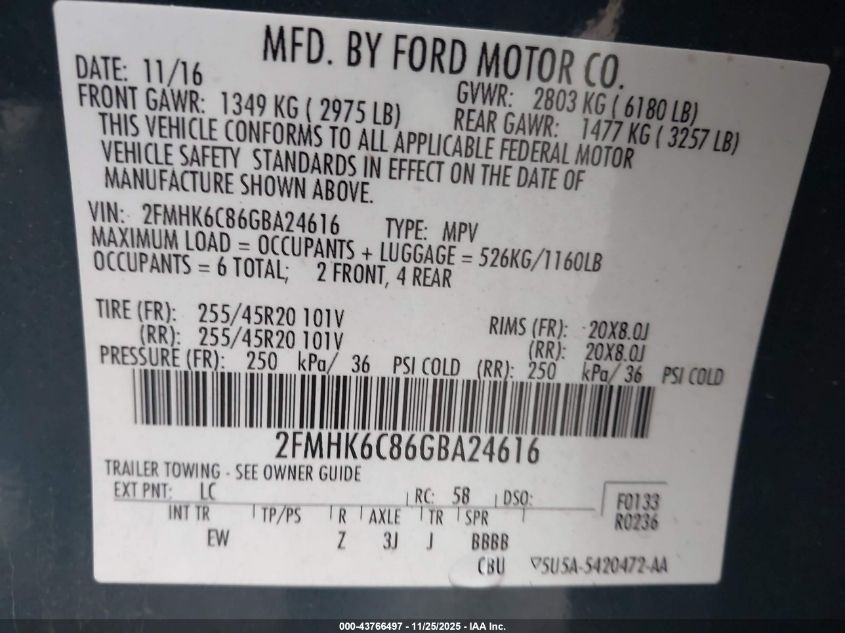 MFD. BY FORD MOTOR CO.
DATE: 11/16 GVWR: 2803 KG ( 6180 LB)
FRONT GAWR: 1349 KG ( 2975 LB) REAR GAWR: 1477 KG ( 3257 LB)
THIS VEHICLE CONFORMS TO ALL APPLICABLE FEDERAL MOTOR
VEHICLE SAFETY STANDARDS IN EFFECT ON THE DATE OF
MANUFACTURE SHOWN ABOVE.
VIN: 2FMHK6C86GBA24616 TYPE: MPV
MAXIMUM LOAD = OCCUPANTS + LUGGAGE = 526KG/1160LB
OCCUPANTS = 6 TOTAL; 2 FRONT, 4 REAR
TIRE (FR): 255/45R20 101V RIMS (FR): 20X8.0J
(RR): 255/45R20 101V (RR): 20X8.0J
PRESSURE (FR): 250 kPa/ 36 PSI COLD (RR): 250 kPa/ 36 PSI COLD
2FMHK6C86GBA24616
TRAILER TOWING - SEE OWNER GUIDE
EXT PNT: LC RC: 58 DSO: F0133
INT TR TP/PS R AXLE TR SPR R0236
EW Z 3J J BBBB
CBU 5U5A-5420472-AA
000-43766497 - 11/25/2025 - IAA Inc.